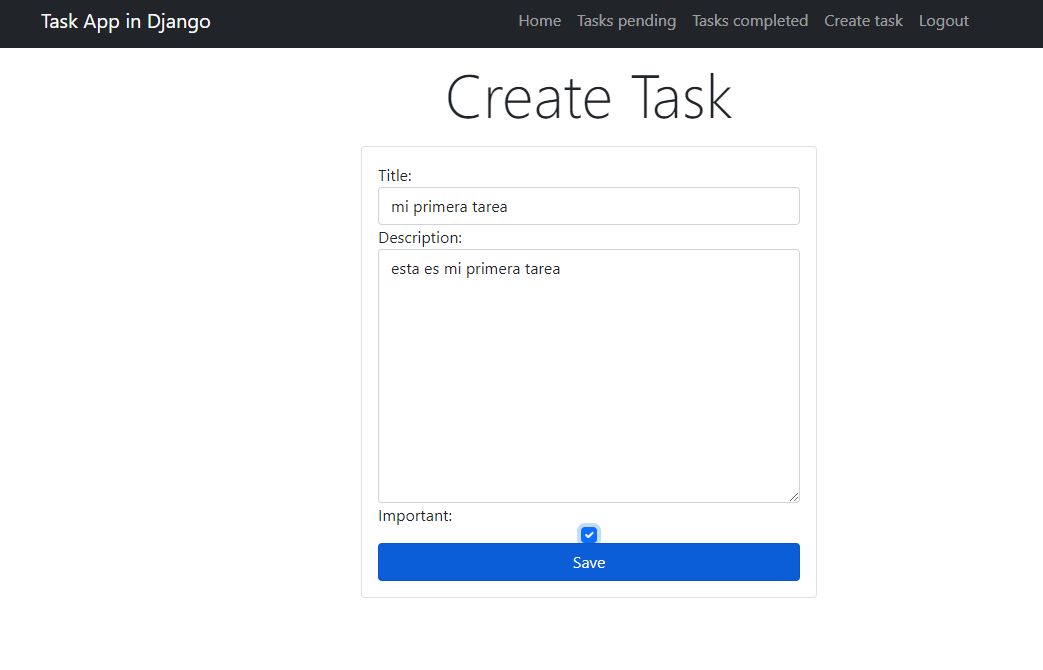 Task App in Django
Home Tasks pending Tasks completed Create task Logout
Create Task
Title:
mi primera tarea
Description:
esta es mi primera tarea
Important:
Save